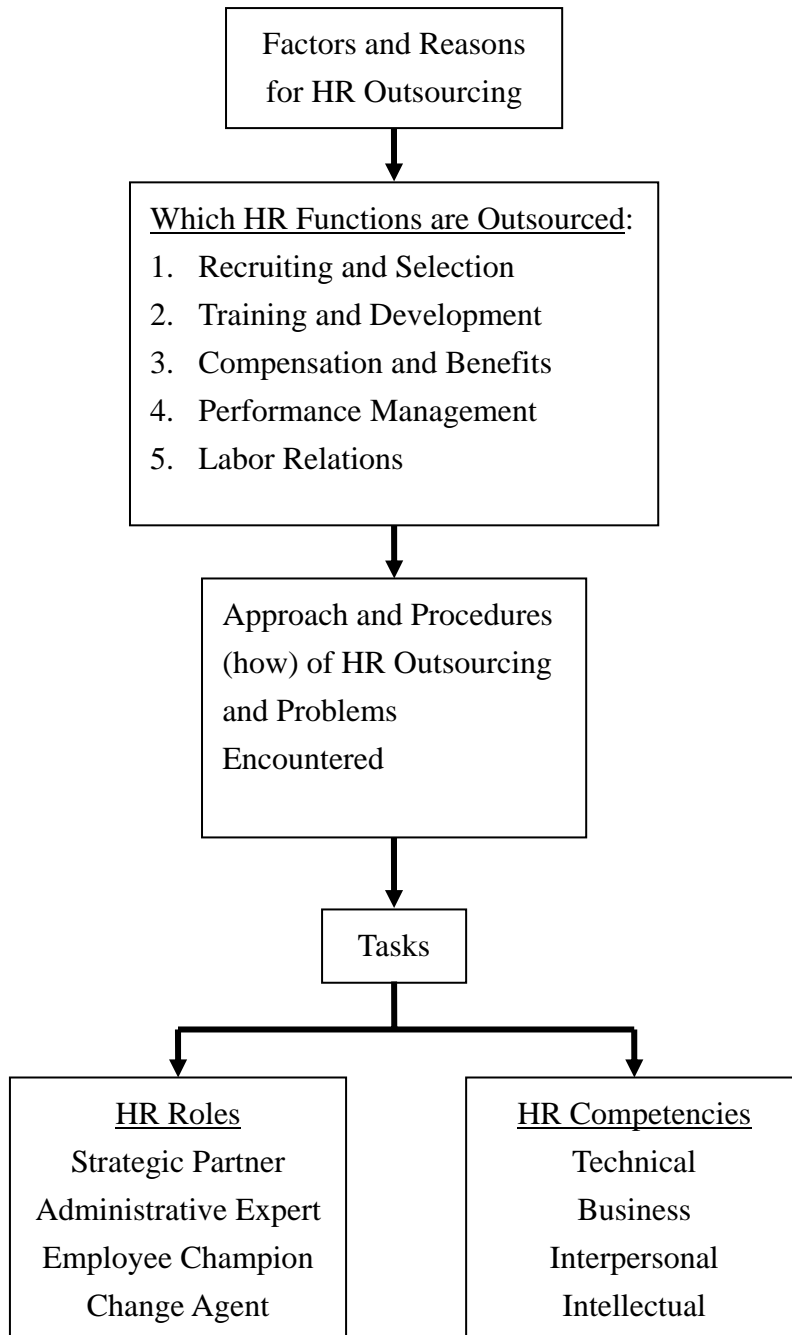 Factors and Reasons
for HR Outsourcing
Which HR Functions are Outsourced:
1. Recruiting and Selection
2. Training and Development
3. Compensation and Benefits
4. Performance Management
5. Labor Relations
Approach and Procedures
(how) of HR Outsourcing
and Problems
Encountered
Tasks
HR Roles
Strategic Partner
Administrative Expert
Employee Champion
Change Agent
HR Competencies
Technical
Business
Interpersonal
Intellectual